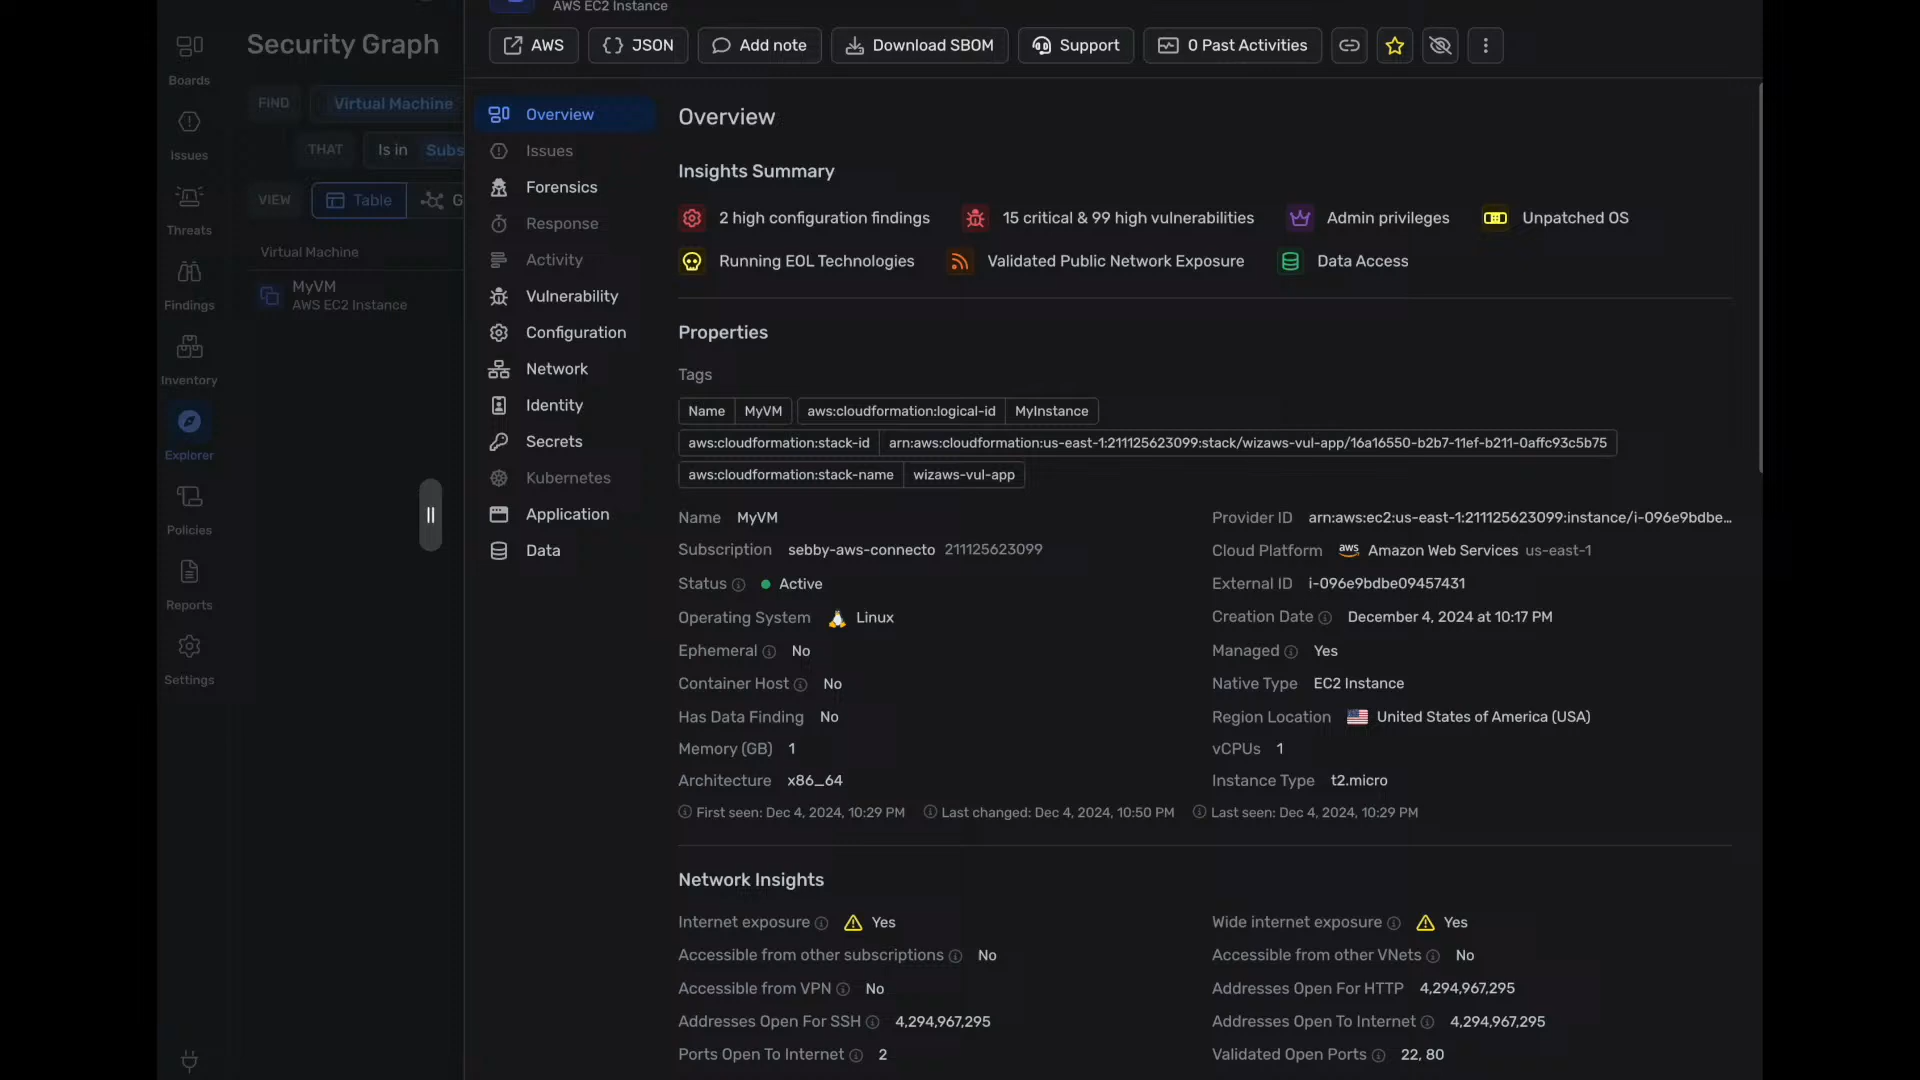 AWS EC2 Instance
AWS
JSON
Add note
Download SBOM
Support
0 Past Activities
Security Graph
Boards
Issues
Threats
Findings
Inventory
Explorer
Policies
Reports
Settings
FIND
Virtual Machine
THAT
Is in
Subs
VIEW
Table
G
Virtual Machine
MyVM
AWS EC2 Instance
Overview
Issues
Forensics
Response
Activity
Vulnerability
Configuration
Network
Identity
Secrets
Kubernetes
Application
Data
Overview
Insights Summary
2 high configuration findings
15 critical & 99 high vulnerabilities
Admin privileges
Unpatched OS
Running EOL Technologies
Validated Public Network Exposure
Data Access
Properties
Tags
Name MyVM
aws:cloudformation:logical-id MyInstance
aws:cloudformation:stack-id arn:aws:cloudformation:us-east-1:211125623099:stack/wizaws-vul-app/16a16550-b2b7-11ef-b211-0affc93c5b75
aws:cloudformation:stack-name wizaws-vul-app
Name MyVM
Provider ID arn:aws:ec2:us-east-1:211125623099:instance/i-096e9bdbe...
Subscription sebby-aws-connecto 211125623099
Cloud Platform aws Amazon Web Services us-east-1
Status Active
External ID i-096e9bdbe09457431
Operating System Linux
Creation Date December 4, 2024 at 10:17 PM
Ephemeral No
Managed Yes
Container Host No
Native Type EC2 Instance
Has Data Finding No
Region Location United States of America (USA)
Memory (GB) 1
vCPUs 1
Architecture x86_64
Instance Type t2.micro
First seen: Dec 4, 2024, 10:29 PM
Last changed: Dec 4, 2024, 10:50 PM
Last seen: Dec 4, 2024, 10:29 PM
Network Insights
Internet exposure Yes
Wide internet exposure Yes
Accessible from other subscriptions No
Accessible from other VNets No
Accessible from VPN No
Addresses Open For HTTP 4,294,967,295
Addresses Open For SSH 4,294,967,295
Addresses Open To Internet 4,294,967,295
Ports Open To Internet 2
Validated Open Ports 22, 80